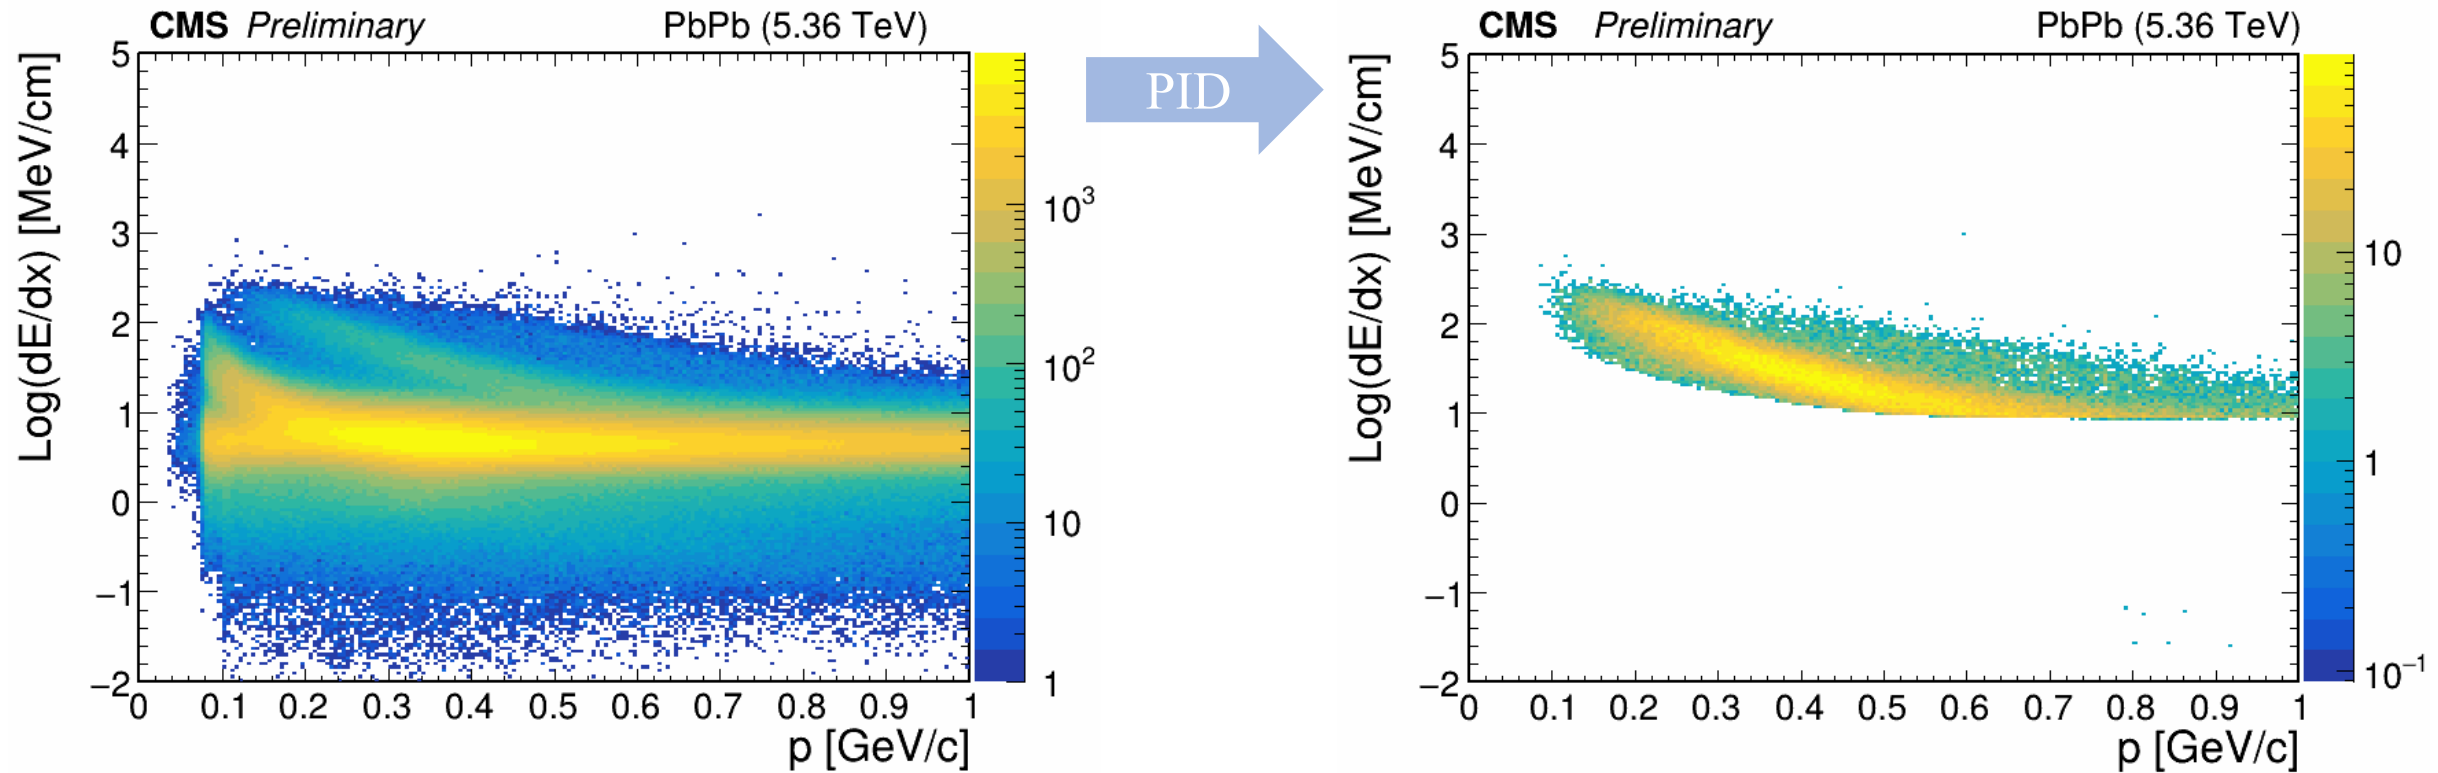 CMS Preliminary PbPb (5.36 TeV)
Log(dE/dx) [MeV/cm]
5
4
3
2
1
0
−1
−2
0 0.1 0.2 0.3 0.4 0.5 0.6 0.7 0.8 0.9 1
p [GeV/c]
10³
10²
10
1
PID
CMS Preliminary PbPb (5.36 TeV)
Log(dE/dx) [MeV/cm]
5
4
3
2
1
0
−1
−2
0 0.1 0.2 0.3 0.4 0.5 0.6 0.7 0.8 0.9 1
p [GeV/c]
10
1
10⁻¹